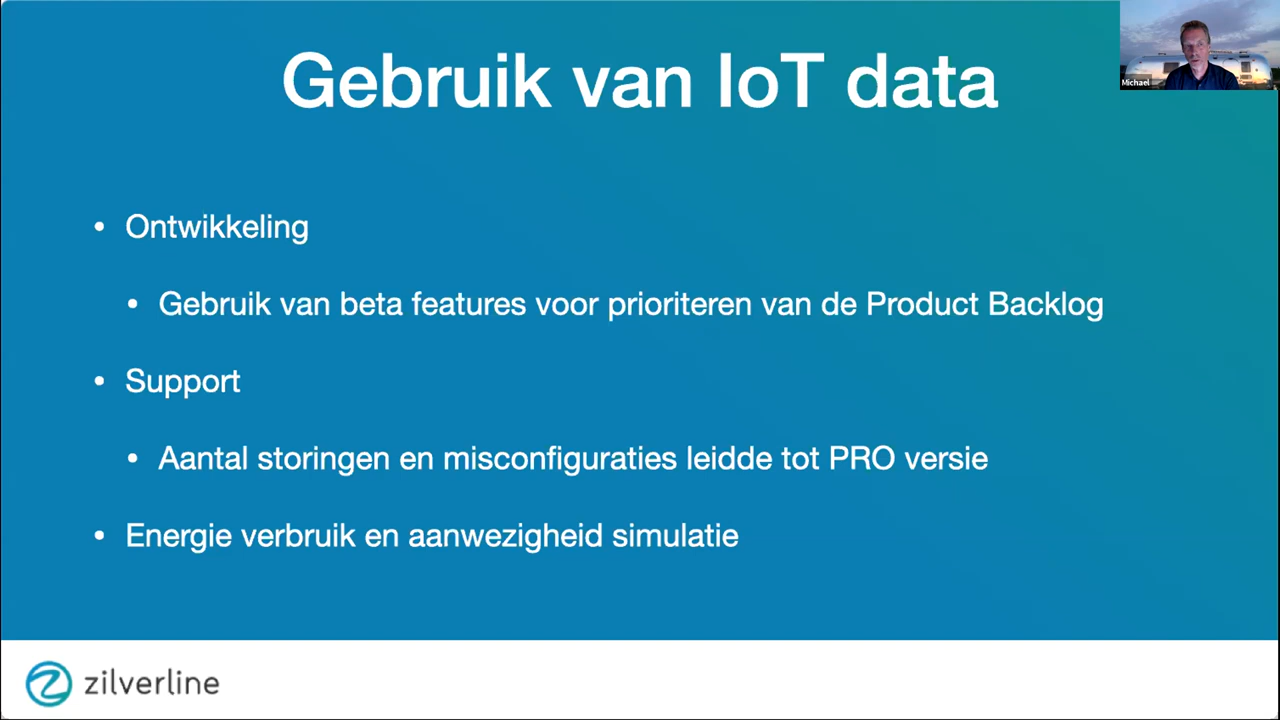 Gebruik van IoT data
Michael
• Ontwikkeling
• Gebruik van beta features voor prioriteren van de Product Backlog
• Support
• Aantal storingen en misconfiguraties leidde tot PRO versie
• Energie verbruik en aanwezigheid simulatie
zilverline